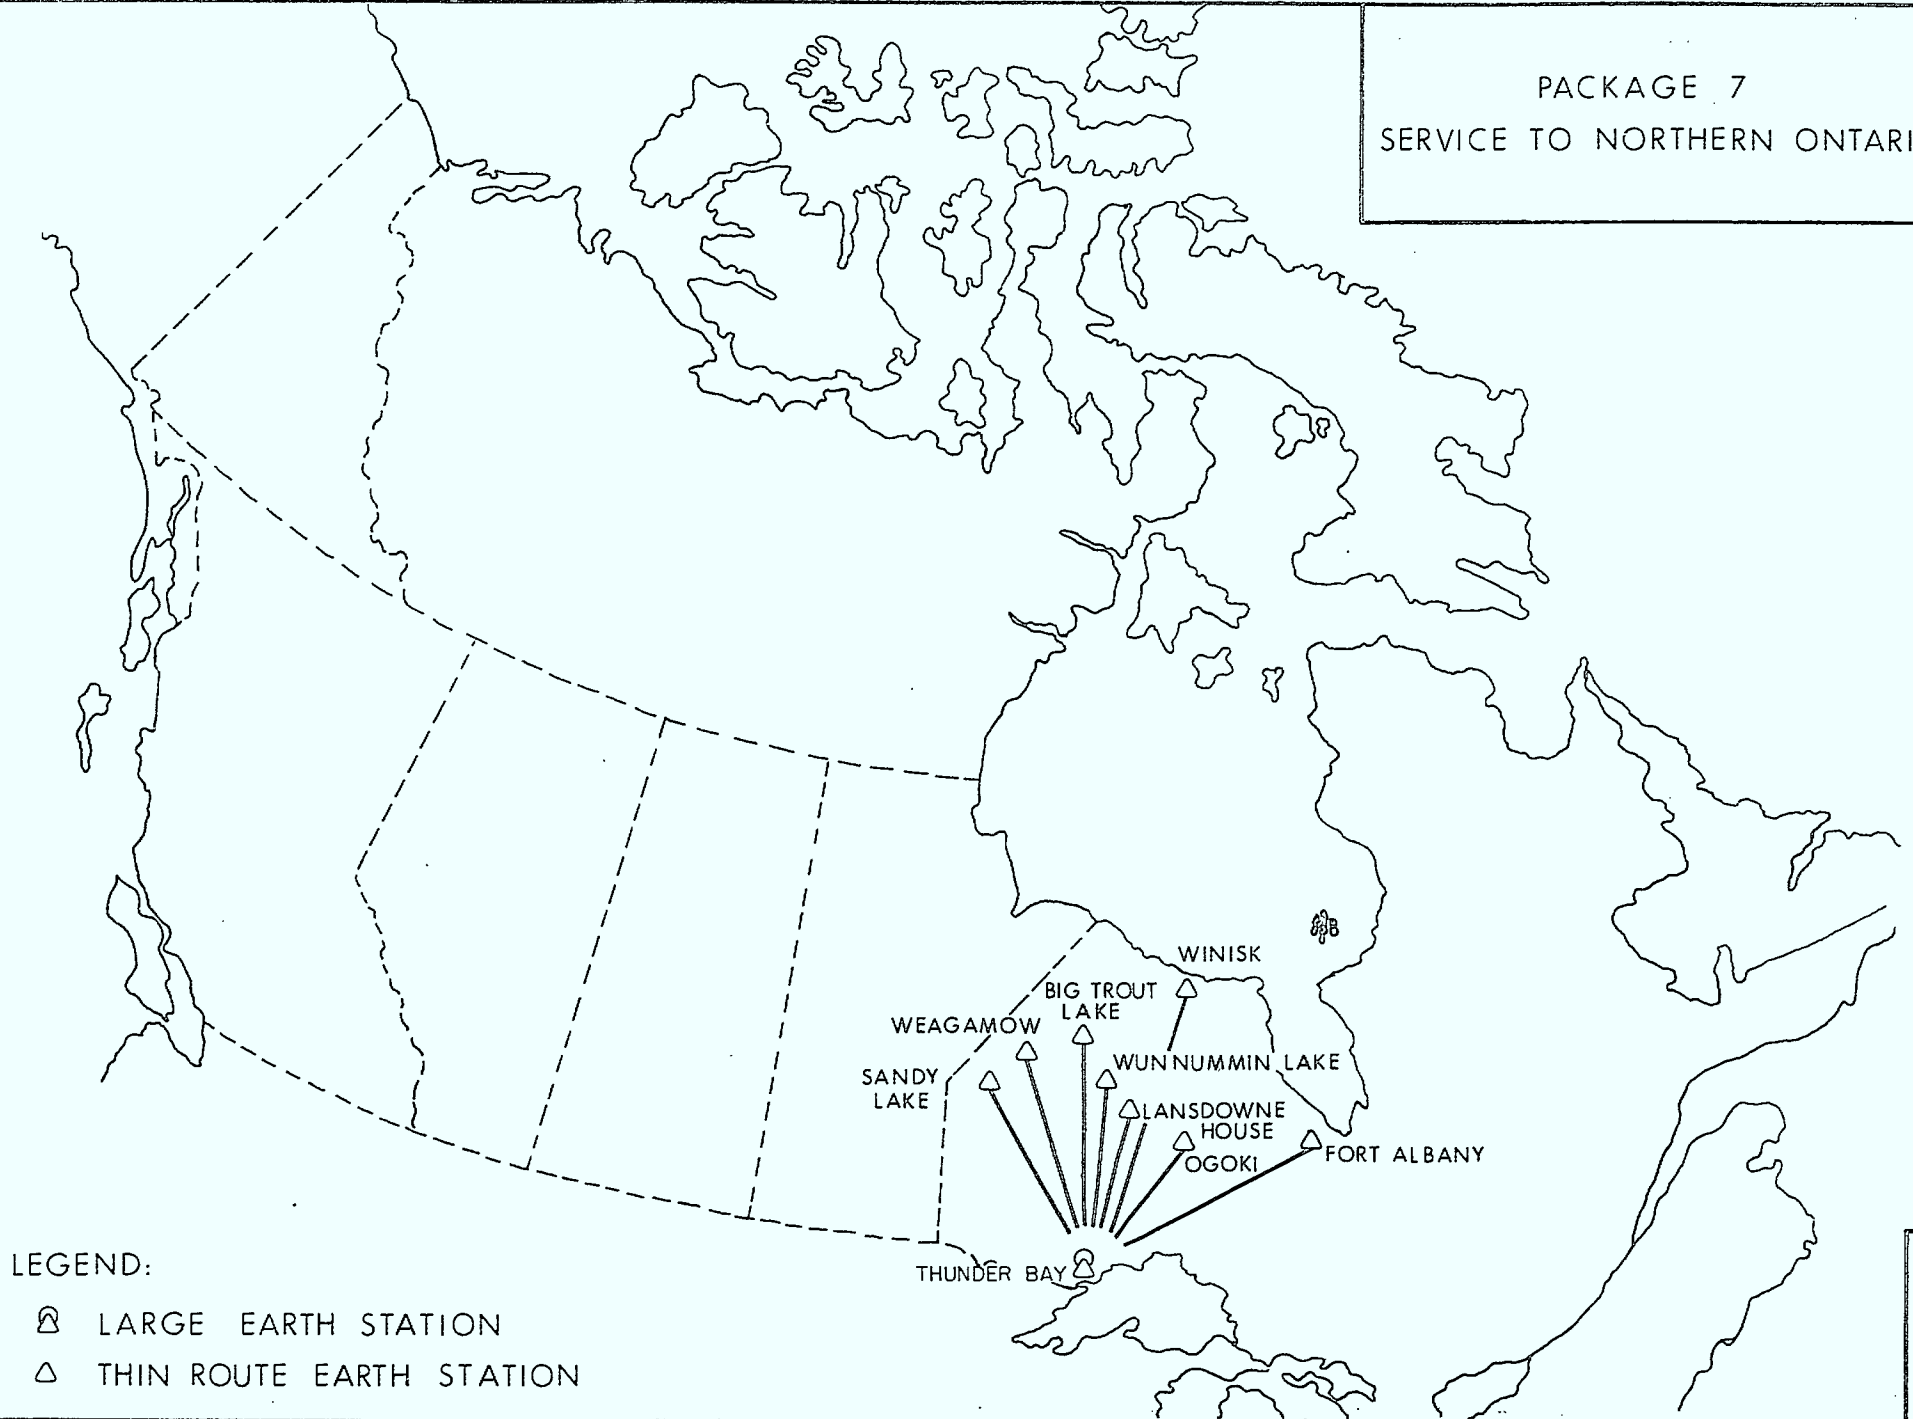 PACKAGE 7
SERVICE TO NORTHERN ONTARI
WINISK
BIG TROUT
LAKE
WEAGAMOW
SANDY
LAKE
WUNNUMMIN LAKE
LANSDOWNE
HOUSE
OGOKI
FORT ALBANY
THUNDER BAY
LEGEND:
LARGE EARTH STATION
THIN ROUTE EARTH STATION